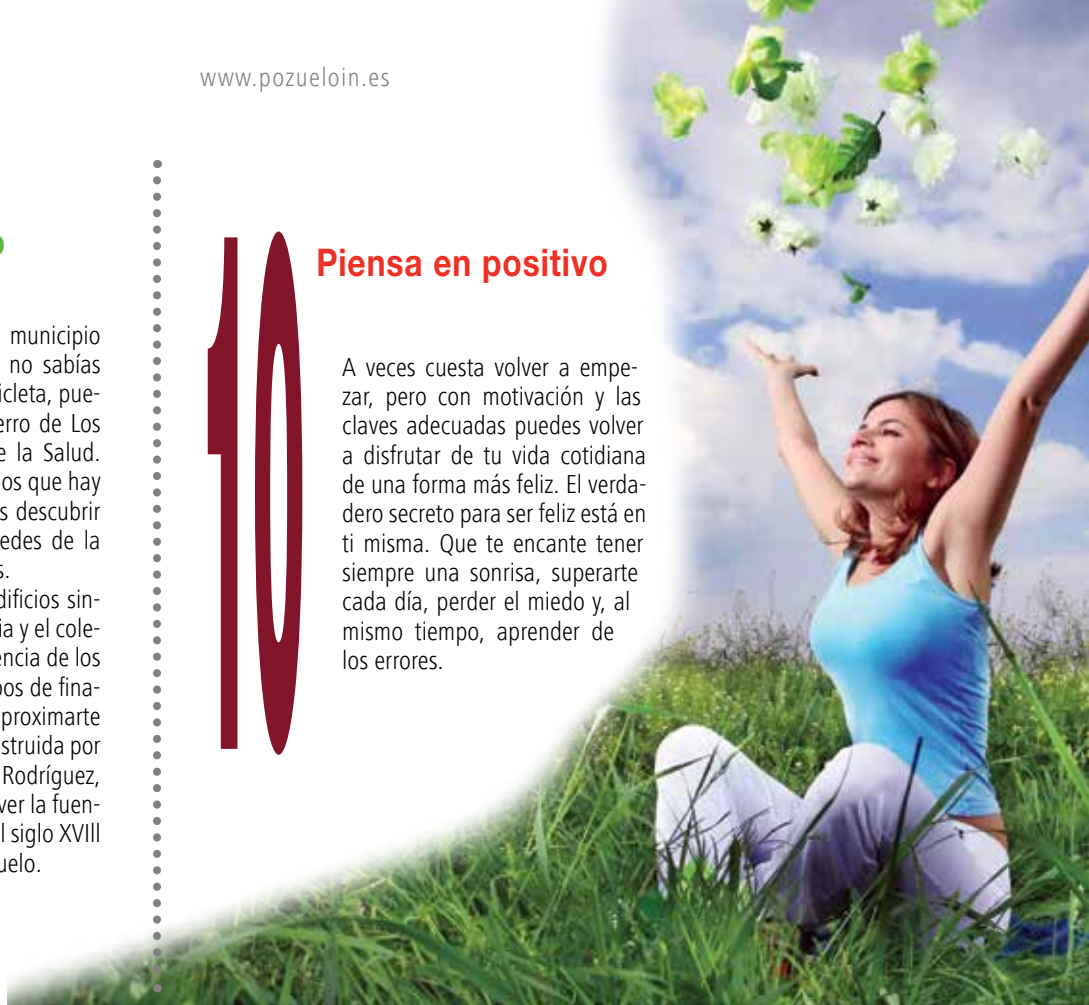 www.pozueloin.es
municipio
no sabías
icleta, pue-
erro de Los
e la Salud.
os que hay
s descubrir
edes de la
s.
dificios sin-
ia y el cole-
encia de los
pos de fina-
proximarte
struida por
Rodríguez,
ver la fuen-
l siglo XVIII
uelo.
10
Piensa en positivo
A veces cuesta volver a empe-
zar, pero con motivación y las
claves adecuadas puedes volver
a disfrutar de tu vida cotidiana
de una forma más feliz. El verda-
dero secreto para ser feliz está en
ti misma. Que te encante tener
siempre una sonrisa, superarte
cada día, perder el miedo y, al
mismo tiempo, aprender de
los errores.